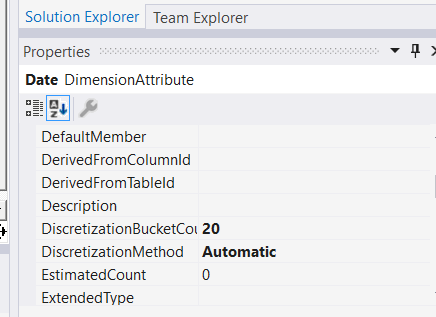 Solution Explorer Team Explorer
Properties
Date DimensionAttribute
DefaultMember
DerivedFromColumnId
DerivedFromTableId
Description
DiscretizationBucketCou 20
DiscretizationMethod Automatic
EstimatedCount 0
ExtendedType